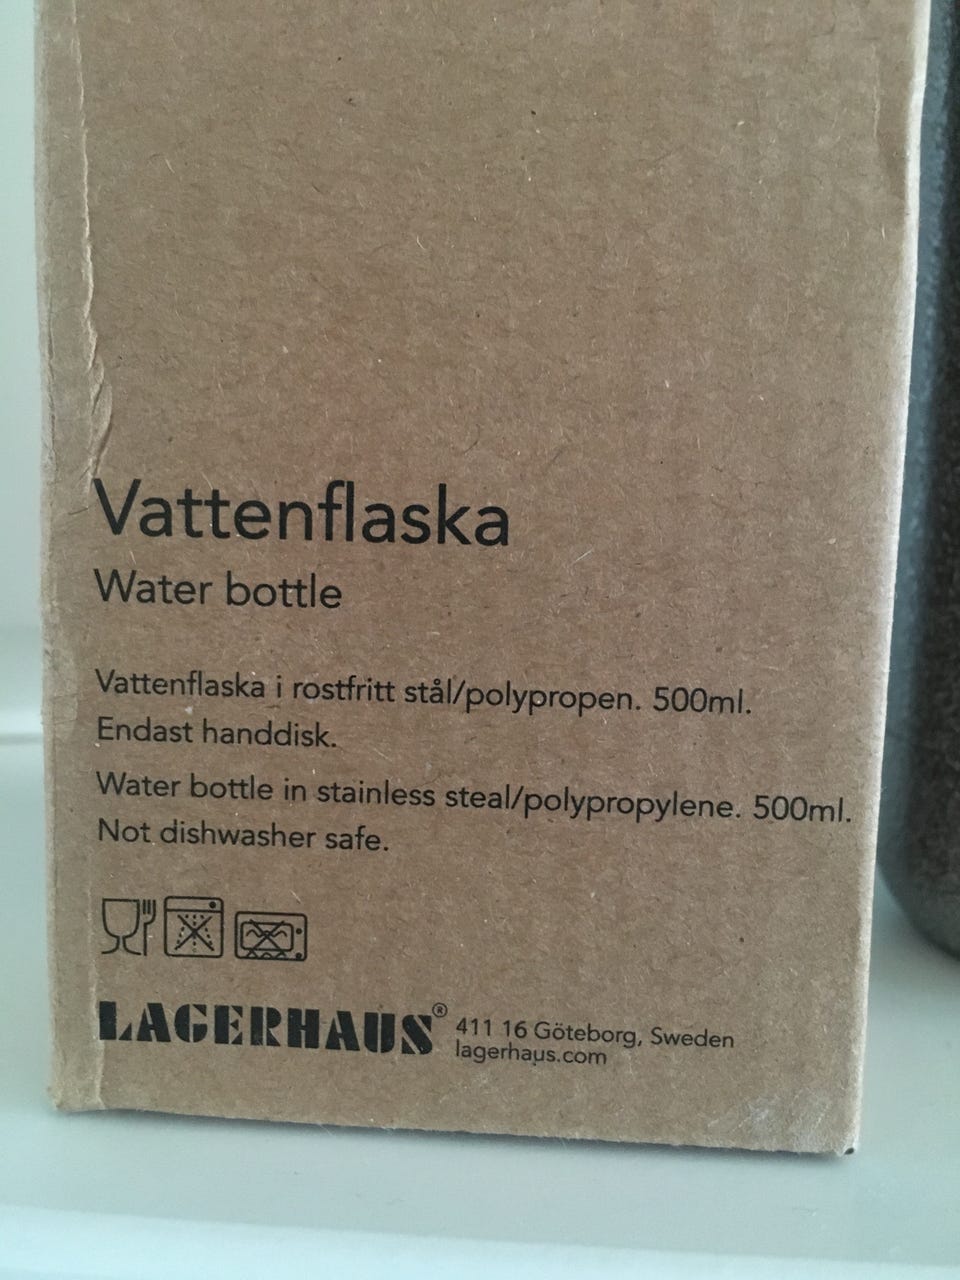 Vattenflaska
Water bottle
Vattenflaska i rostfritt stål/polypropen. 500ml.
Endast handdisk.
Water bottle in stainless steal/polypropylene. 500ml.
Not dishwasher safe.
LAGERHAUS® 411 16 Göteborg, Sweden
lagerhaus.com